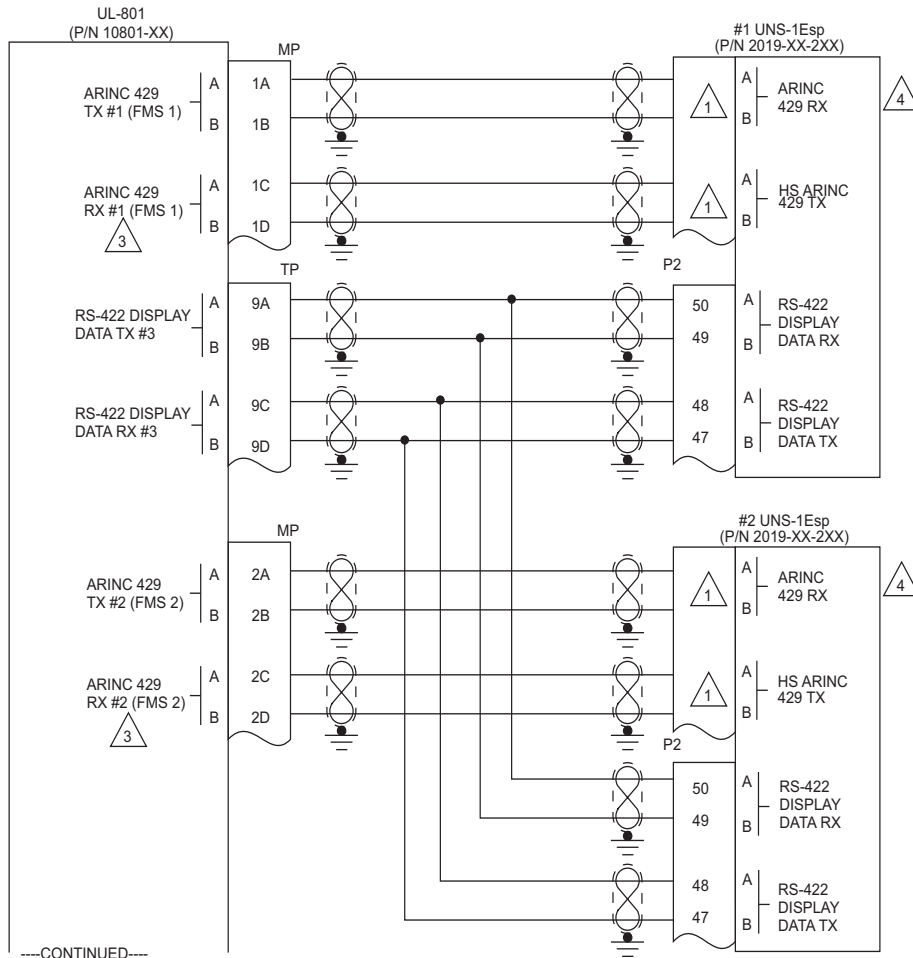 UL-801
(P/N 10801-XX)
#1 UNS-1Esp
(P/N 2019-XX-2XX)
MP
ARINC 429
TX #1 (FMS 1)
A
B
1A
1B
1
A
B
ARINC
429 RX
4
ARINC 429
RX #1 (FMS 1)
3
A
B
1C
1D
1
A
B
HS ARINC
429 TX
TP
P2
RS-422 DISPLAY
DATA TX #3
A
B
9A
9B
50
49
A
B
RS-422
DISPLAY
DATA RX
RS-422 DISPLAY
DATA RX #3
A
B
9C
9D
48
47
A
B
RS-422
DISPLAY
DATA TX
#2 UNS-1Esp
(P/N 2019-XX-2XX)
MP
ARINC 429
TX #2 (FMS 2)
A
B
2A
2B
1
A
B
ARINC
429 RX
4
ARINC 429
RX #2 (FMS 2)
3
A
B
2C
2D
1
A
B
HS ARINC
429 TX
P2
50
49
A
B
RS-422
DISPLAY
DATA RX
48
47
A
B
RS-422
DISPLAY
DATA TX
----CONTINUED----